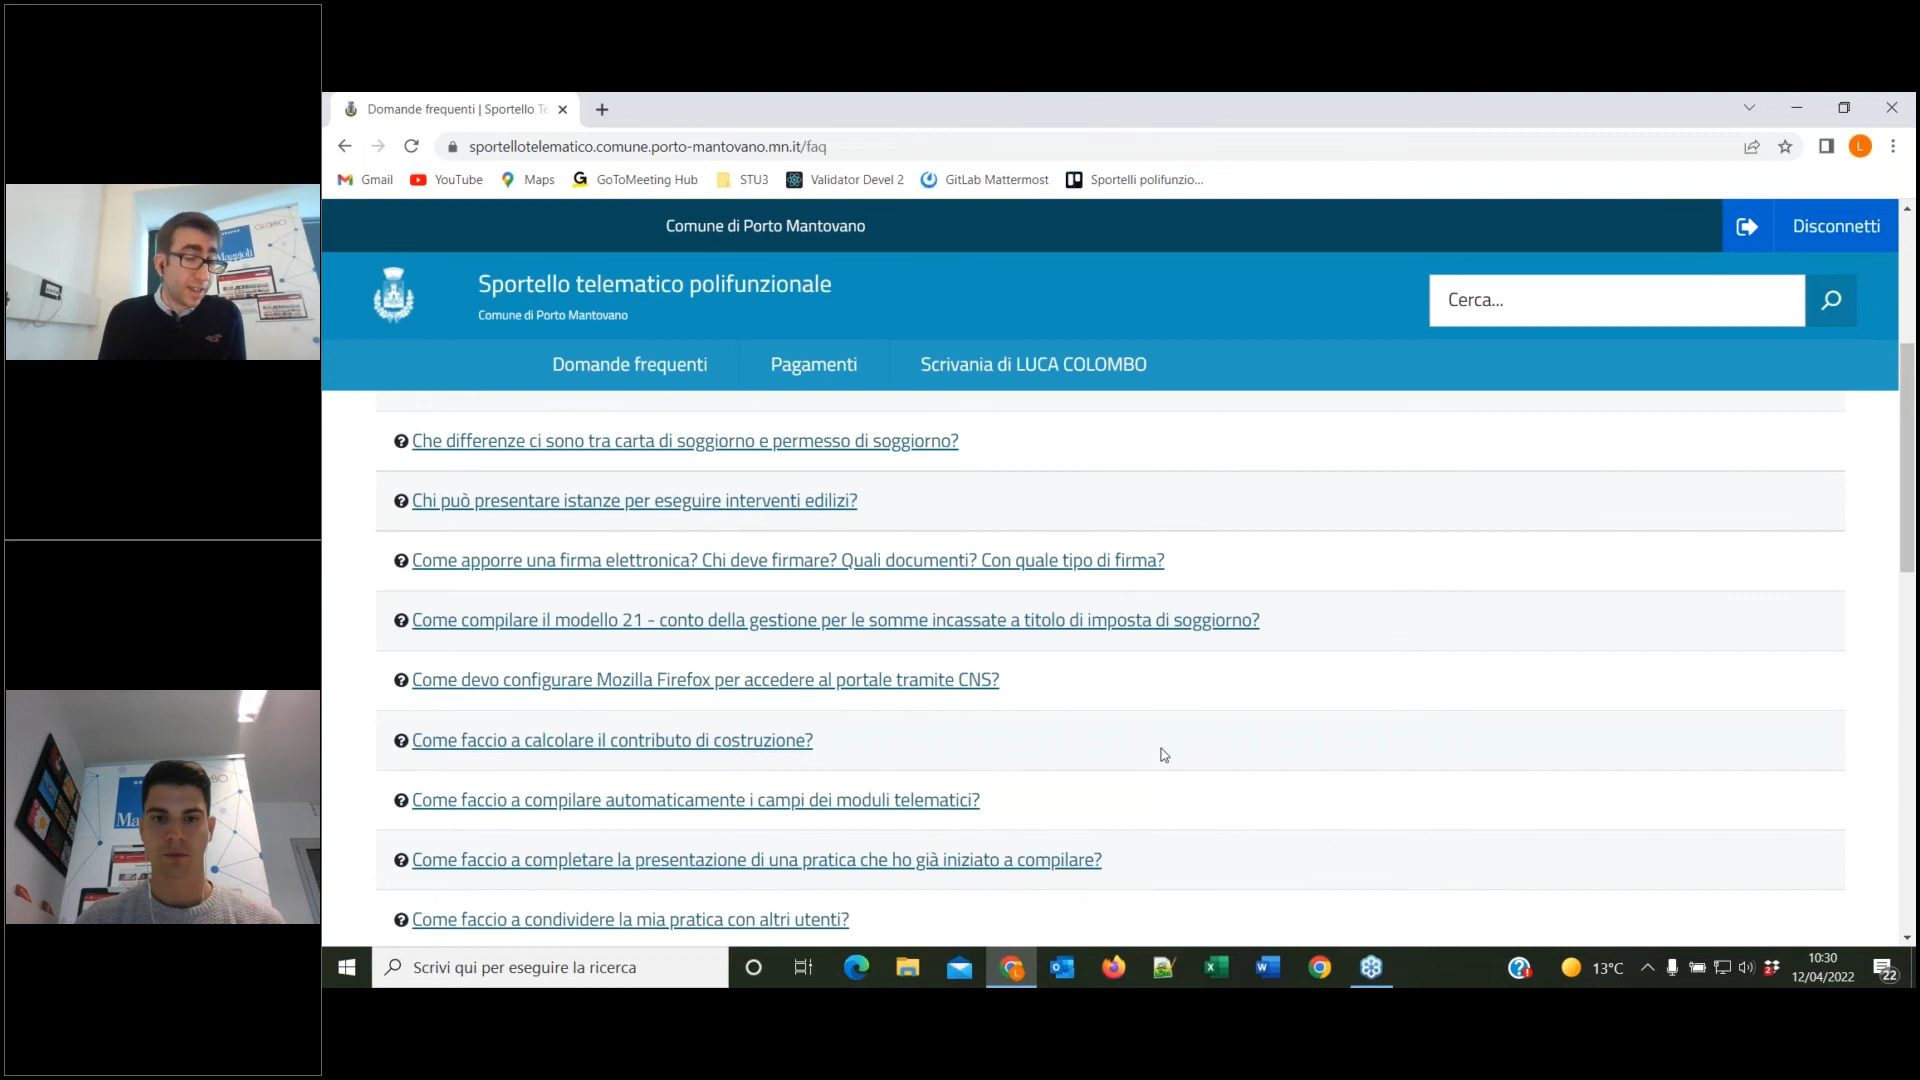 Domande frequenti | Sportello Te
sportellotelematico.comune.porto-mantovano.mn.it/faq
L
Gmail
YouTube
Maps
GoToMeeting Hub
STU3
Validator Devel 2
GitLab Mattermost
Sportelli polifunzio...
Comune di Porto Mantovano
Disconnetti
Sportello telematico polifunzionale
Comune di Porto Mantovano
Cerca...
Domande frequenti
Pagamenti
Scrivania di LUCA COLOMBO
Che differenze ci sono tra carta di soggiorno e permesso di soggiorno?
Chi può presentare istanze per eseguire interventi edilizi?
Come apporre una firma elettronica? Chi deve firmare? Quali documenti? Con quale tipo di firma?
Come compilare il modello 21 - conto della gestione per le somme incassate a titolo di imposta di soggiorno?
Come devo configurare Mozilla Firefox per accedere al portale tramite CNS?
Come faccio a calcolare il contributo di costruzione?
Come faccio a compilare automaticamente i campi dei moduli telematici?
Come faccio a completare la presentazione di una pratica che ho già iniziato a compilare?
Come faccio a condividere la mia pratica con altri utenti?
Scrivi qui per eseguire la ricerca
13°C
10:30
12/04/2022
22
Maggioli
GLOBO
Ma